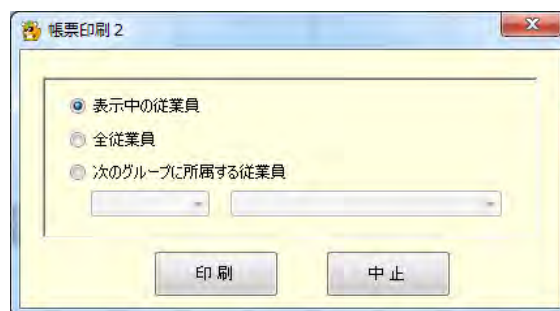 帳票印刷2
表示中の従業員
全従業員
次のグループに所属する従業員
印刷 中止